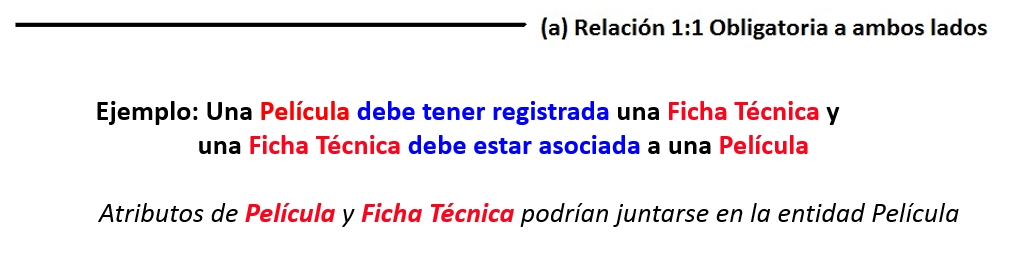 (a) Relación 1:1 Obligatoria a ambos lados
Ejemplo: Una Película debe tener registrada una Ficha Técnica y
una Ficha Técnica debe estar asociada a una Película
Atributos de Película y Ficha Técnica podrían juntarse en la entidad Película